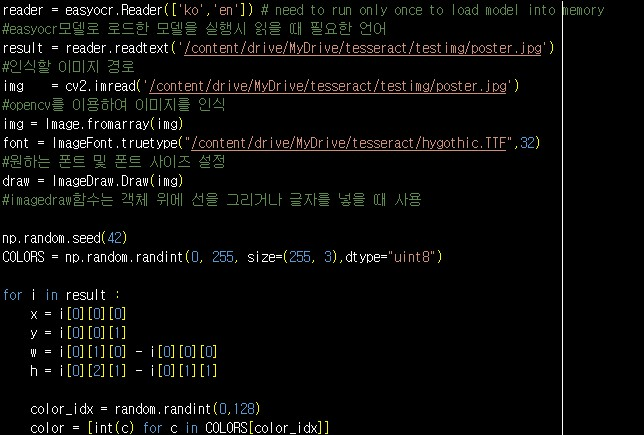 reader = easyocr.Reader(['ko','en']) # need to run only once to load model into memory
#easyocr모델로 로드한 모델을 실행시 읽을 때 필요한 언어
result = reader.readtext('/content/drive/MyDrive/tesseract/testimg/poster.jpg')
#인식할 이미지 경로
img    = cv2.imread('/content/drive/MyDrive/tesseract/testimg/poster.jpg')
#opencv를 이용하여 이미지를 인식
img = Image.fromarray(img)
font = ImageFont.truetype("/content/drive/MyDrive/tesseract/hygothic.TTF",32)
#원하는 폰트 및 폰트 사이즈 설정
draw = ImageDraw.Draw(img)
#imagedraw함수는 객체 위에 선을 그리거나 글자를 넣을 때 사용
np.random.seed(42)
COLORS = np.random.randint(0, 255, size=(255, 3),dtype="uint8")
for i in result :
    x = i[0][0][0]
    y = i[0][0][1]
    w = i[0][1][0] - i[0][0][0]
    h = i[0][2][1] - i[0][1][1]
    color_idx = random.randint(0,128)
    color = [int(c) for c in COLORS[color_idx]]